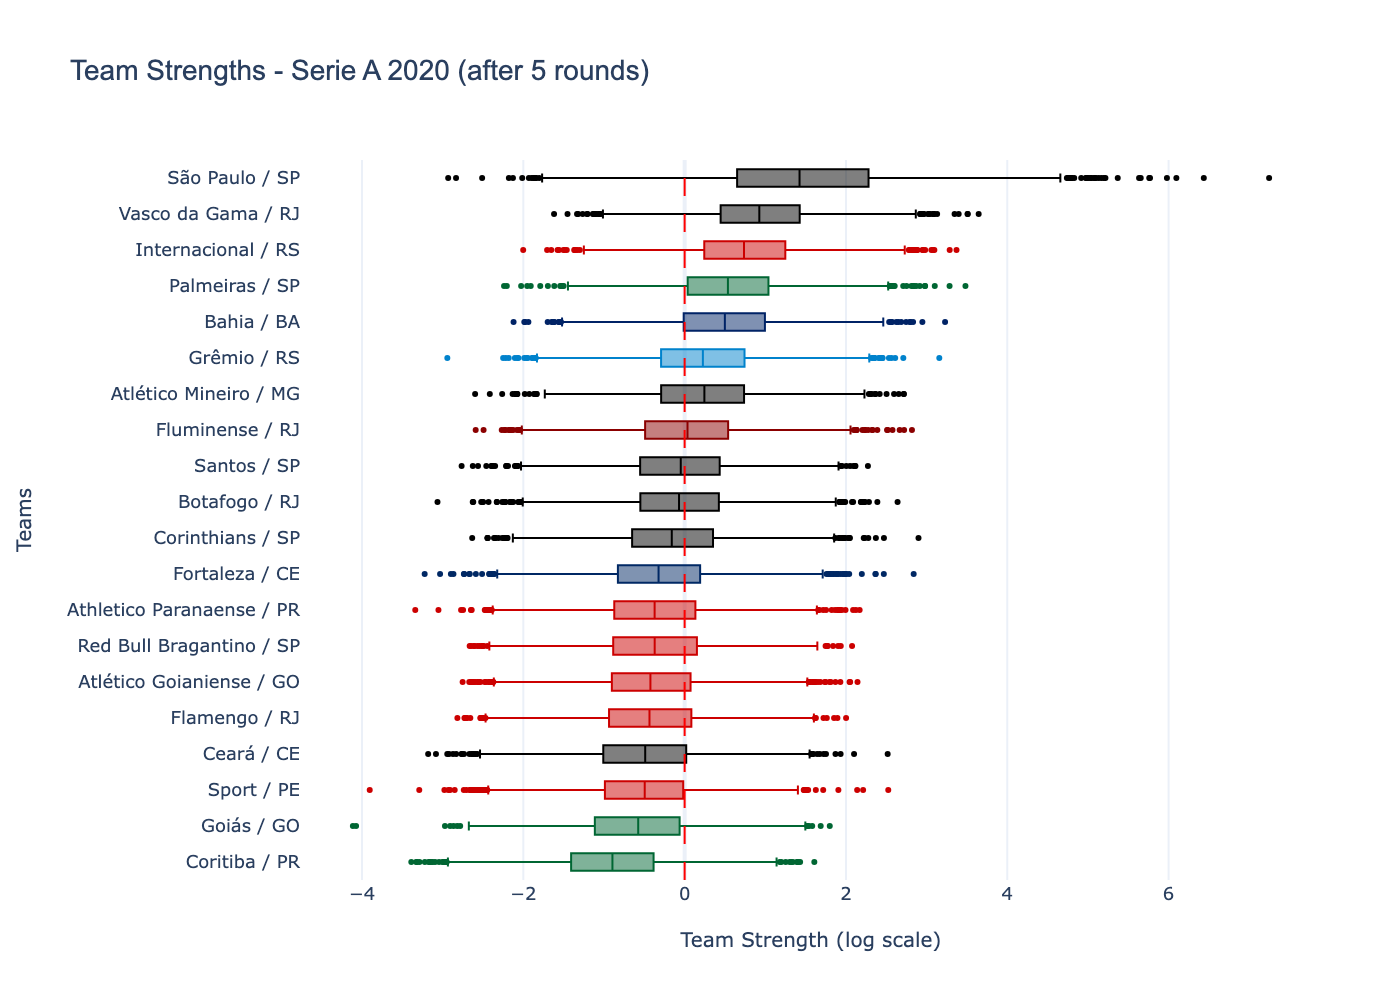 Team Strengths - Serie A 2020 (after 5 rounds)
São Paulo / SP
Vasco da Gama / RJ
Internacional / RS
Palmeiras / SP
Bahia / BA
Grêmio / RS
Atlético Mineiro / MG
Fluminense / RJ
Santos / SP
Botafogo / RJ
Corinthians / SP
Fortaleza / CE
Athletico Paranaense / PR
Red Bull Bragantino / SP
Atlético Goianiense / GO
Flamengo / RJ
Ceará / CE
Sport / PE
Goiás / GO
Coritiba / PR
Teams
−4 −2 0 2 4 6
Team Strength (log scale)